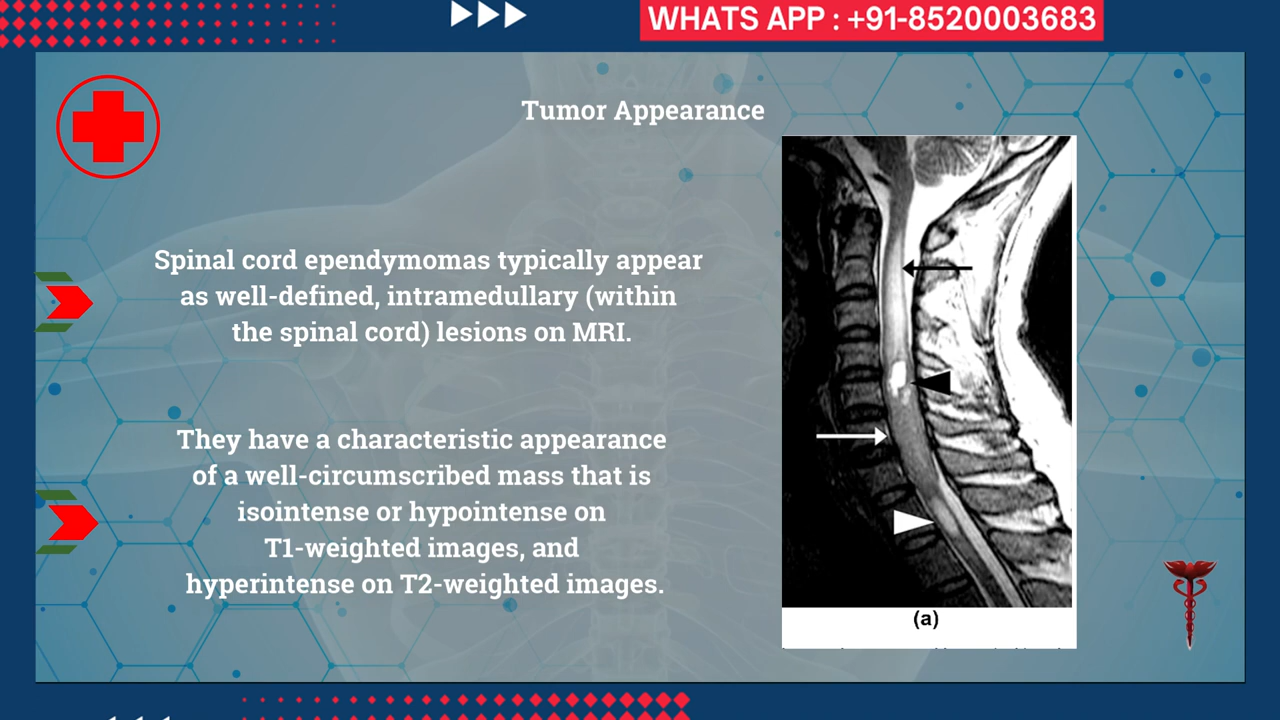 WHATS APP : +91-8520003683
Tumor Appearance
Spinal cord ependymomas typically appear
as well-defined, intramedullary (within
the spinal cord) lesions on MRI.
They have a characteristic appearance
of a well-circumscribed mass that is
isointense or hypointense on
T1-weighted images, and
hyperintense on T2-weighted images.
(a)